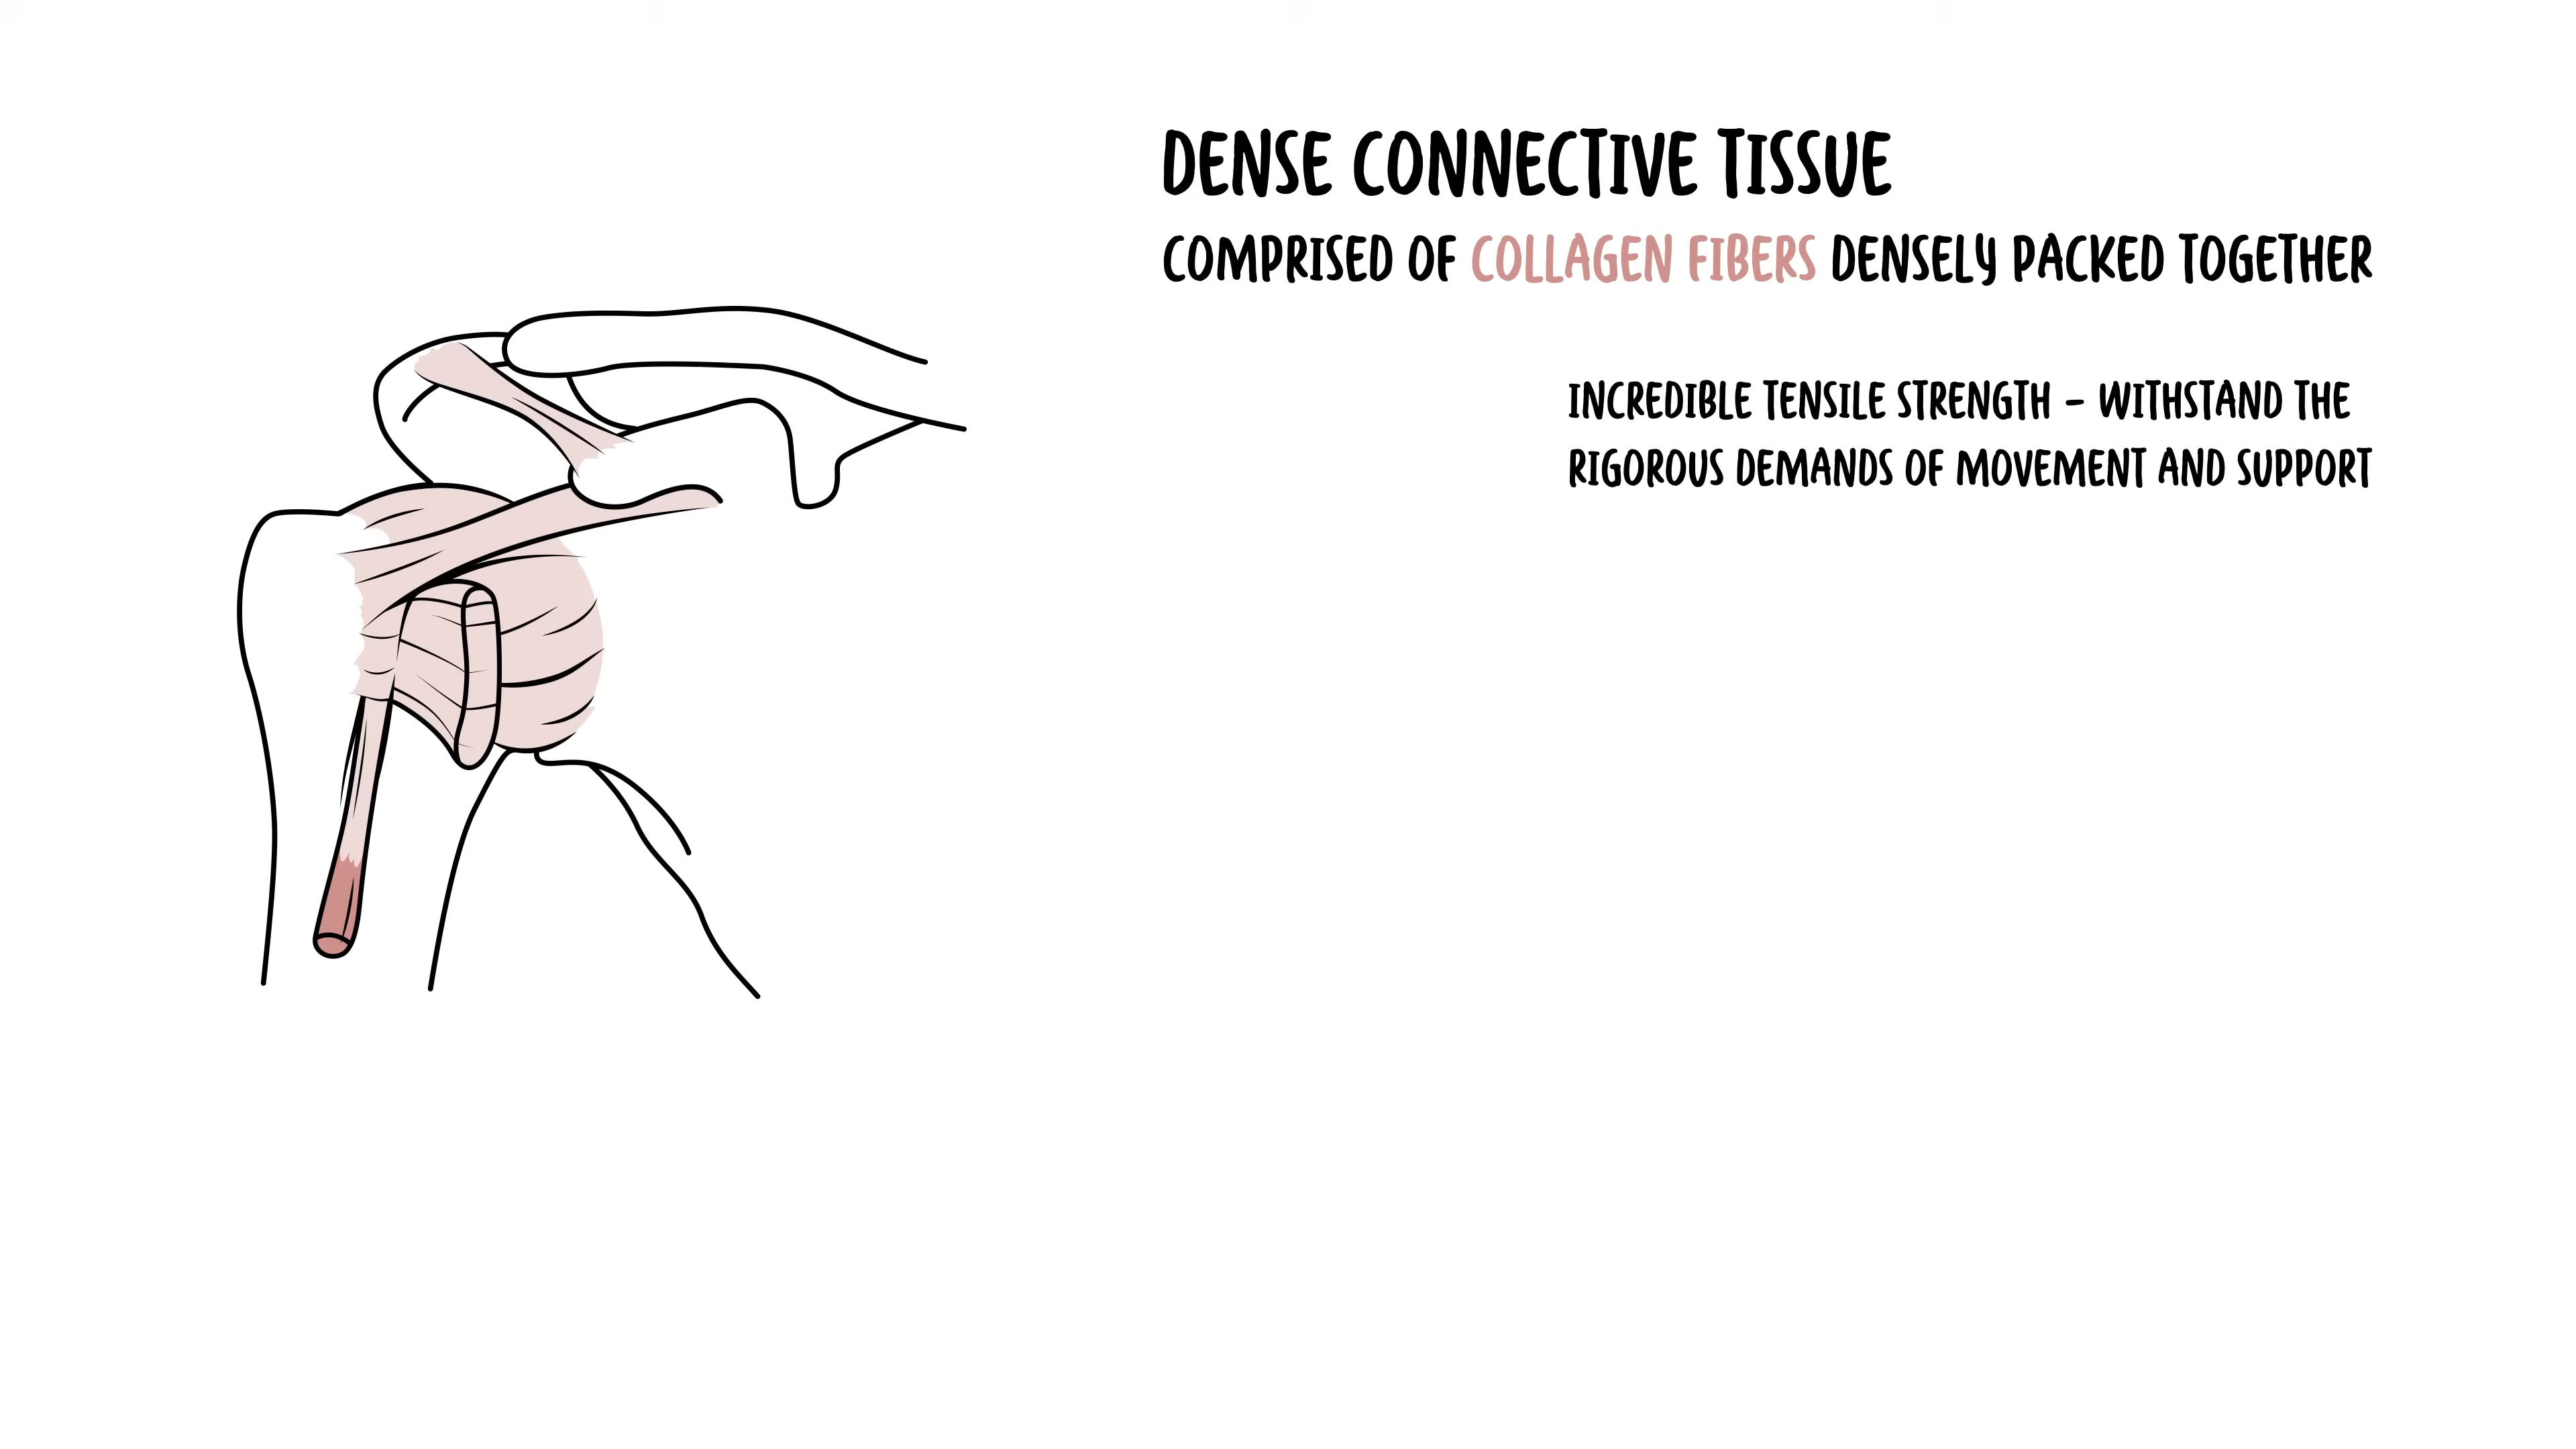 DENSE CONNECTIVE TISSUE
COMPRISED OF COLLAGEN FIBERS DENSELY PACKED TOGETHER
INCREDIBLE TENSILE STRENGTH - WITHSTAND THE
RIGOROUS DEMANDS OF MOVEMENT AND SUPPORT